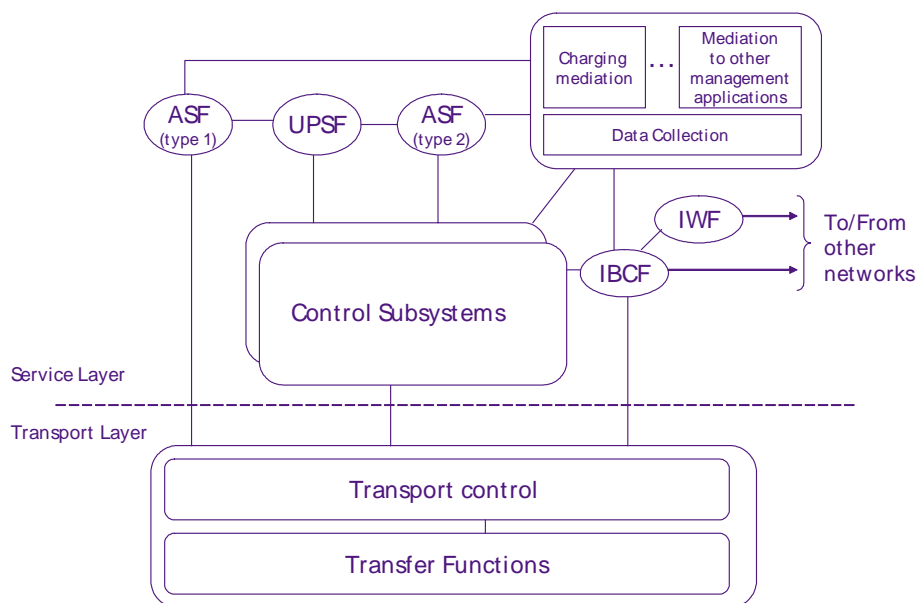 Charging
mediation
...
Mediation
to other
management
applications
Data Collection
ASF
(type 1)
UPSF
ASF
(type 2)
IWF
IBCF
To/From
other
networks
Control Subsystems
Service Layer
Transport Layer
Transport control
Transfer Functions